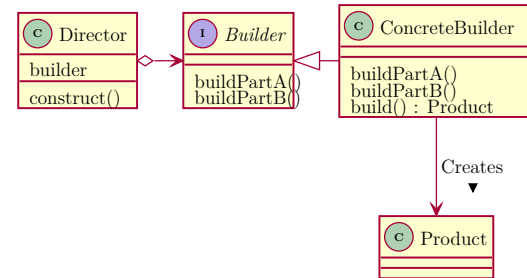 C Director
builder
construct()
I Builder
buildPartA()
buildPartB()
C ConcreteBuilder
buildPartA()
buildPartB()
build() : Product
Creates
C Product